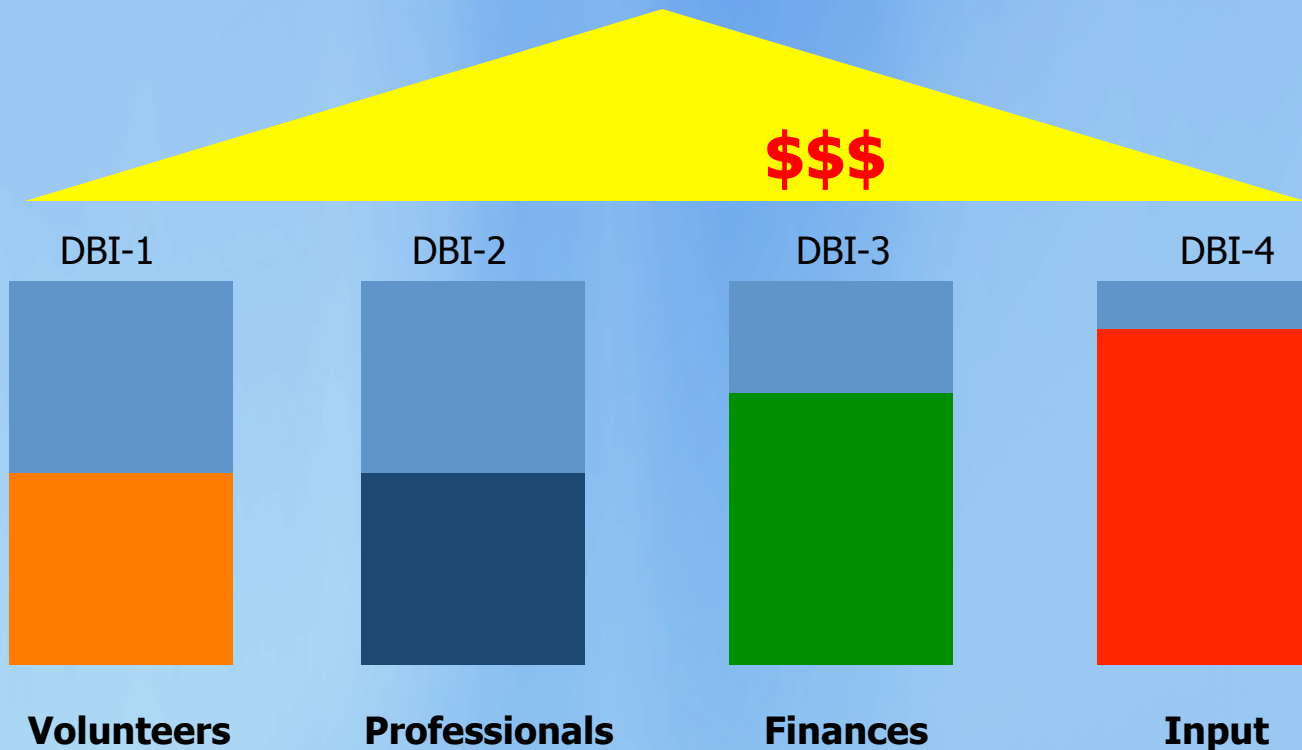 $$$
DBI-1 DBI-2 DBI-3 DBI-4
Volunteers Professionals Finances Input